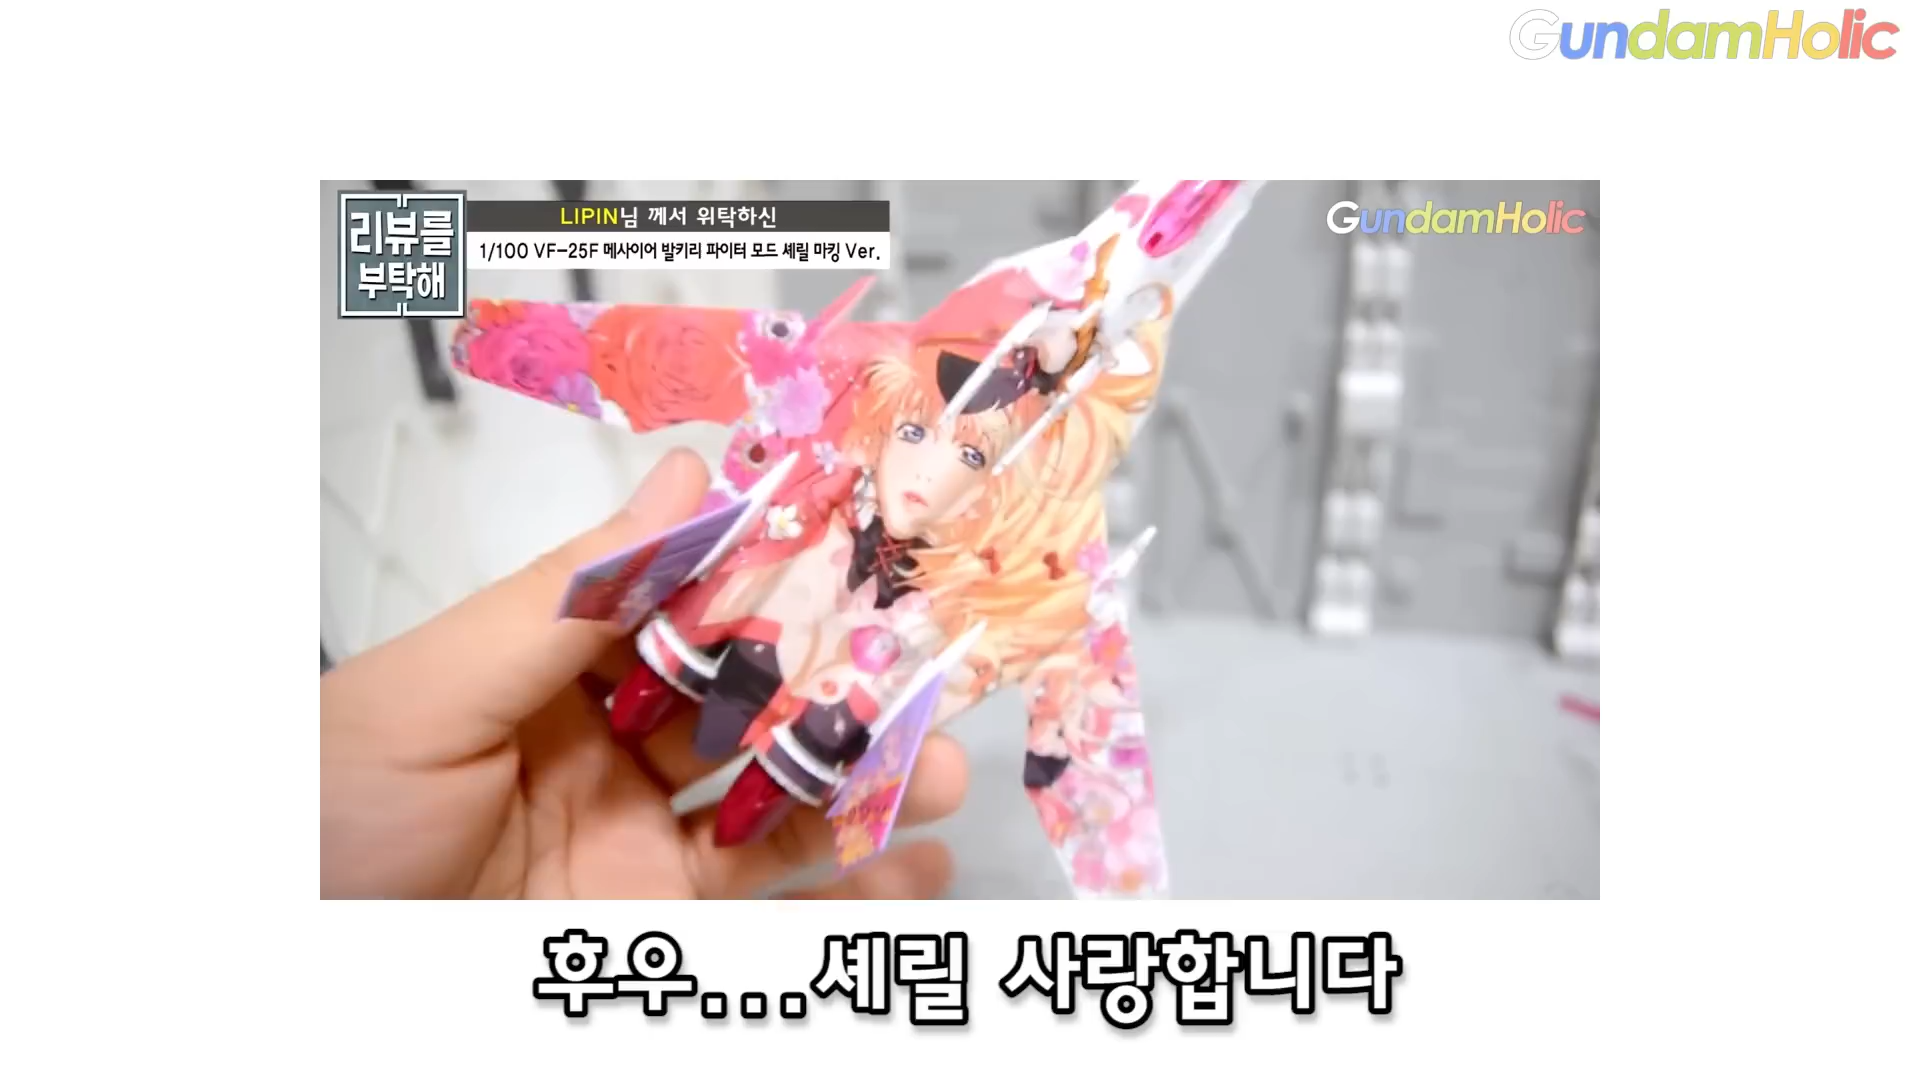 GundamHolic
리뷰를
부탁해
LIPIN님 께서 위탁하신
1/100 VF-25F 메사이어 발키리 파이터 모드 셰릴 마킹 Ver.
GundamHolic
후우...셰릴 사랑합니다